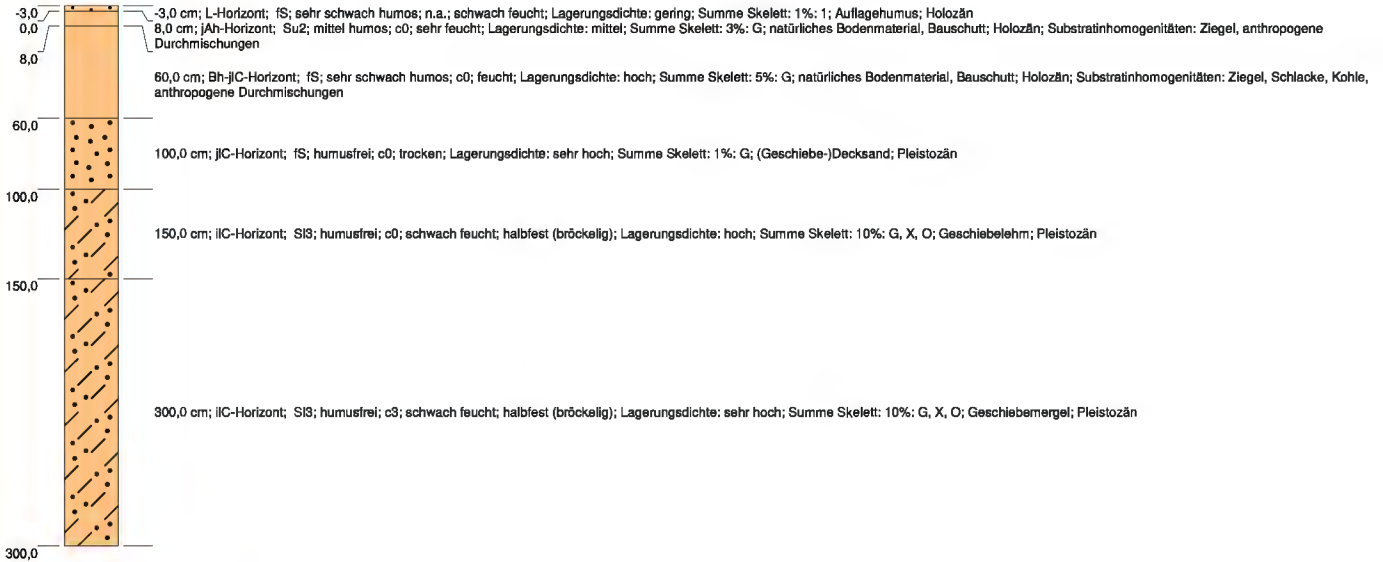 -3,0
-3,0 cm; L-Horizont; fS; sehr schwach humos; n.a.; schwach feucht; Lagerungsdichte: gering; Summe Skelett: 1%: 1; Auflagehumus; Holozän
0,0
8,0 cm; jAh-Horizont; Su2; mittel humos; c0; sehr feucht; Lagerungsdichte: mittel; Summe Skelett: 3%: G; natürliches Bodenmaterial, Bauschutt; Holozän; Substratinhomogenitäten: Ziegel, anthropogene
Durchmischungen
8,0
60,0 cm; Bh-jlC-Horizont; fS; sehr schwach humos; c0; feucht; Lagerungsdichte: hoch; Summe Skelett: 5%: G; natürliches Bodenmaterial, Bauschutt; Holozän; Substratinhomogenitäten: Ziegel, Schlacke, Kohle,
anthropogene Durchmischungen
60,0
100,0 cm; jlC-Horizont; fS; humusfrei; c0; trocken; Lagerungsdichte: sehr hoch; Summe Skelett: 1%: G; (Geschiebe-)Decksand; Pleistozän
100,0
150,0 cm; ilC-Horizont; Sl3; humusfrei; c0; schwach feucht; halbfest (bröckelig); Lagerungsdichte: hoch; Summe Skelett: 10%: G, X, O; Geschiebelehm; Pleistozän
150,0
300,0 cm; ilC-Horizont; Sl3; humusfrei; c3; schwach feucht; halbfest (bröckelig); Lagerungsdichte: sehr hoch; Summe Skelett: 10%: G, X, O; Geschiebemergel; Pleistozän
300,0